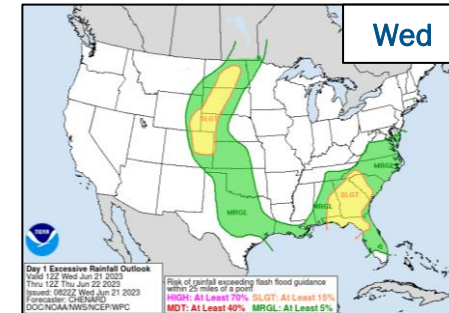 Wed
SLGT
MRGL
MRGL
SLGT
MRGL
NOAA
Day 1 Excessive Rainfall Outlook
Valid 12Z Wed Jun 21 2023
Thru 12Z Thu Jun 22 2023
Issued: 0822Z Wed Jun 21 2023
Forecaster: CHENARD
DOC/NOAA/NWS/NCEP/WPC
Risk of rainfall exceeding flash flood guidance
within 25 miles of a point
HIGH: At Least 70% SLGT: At Least 15%
MDT: At Least 40% MRGL: At Least 5%